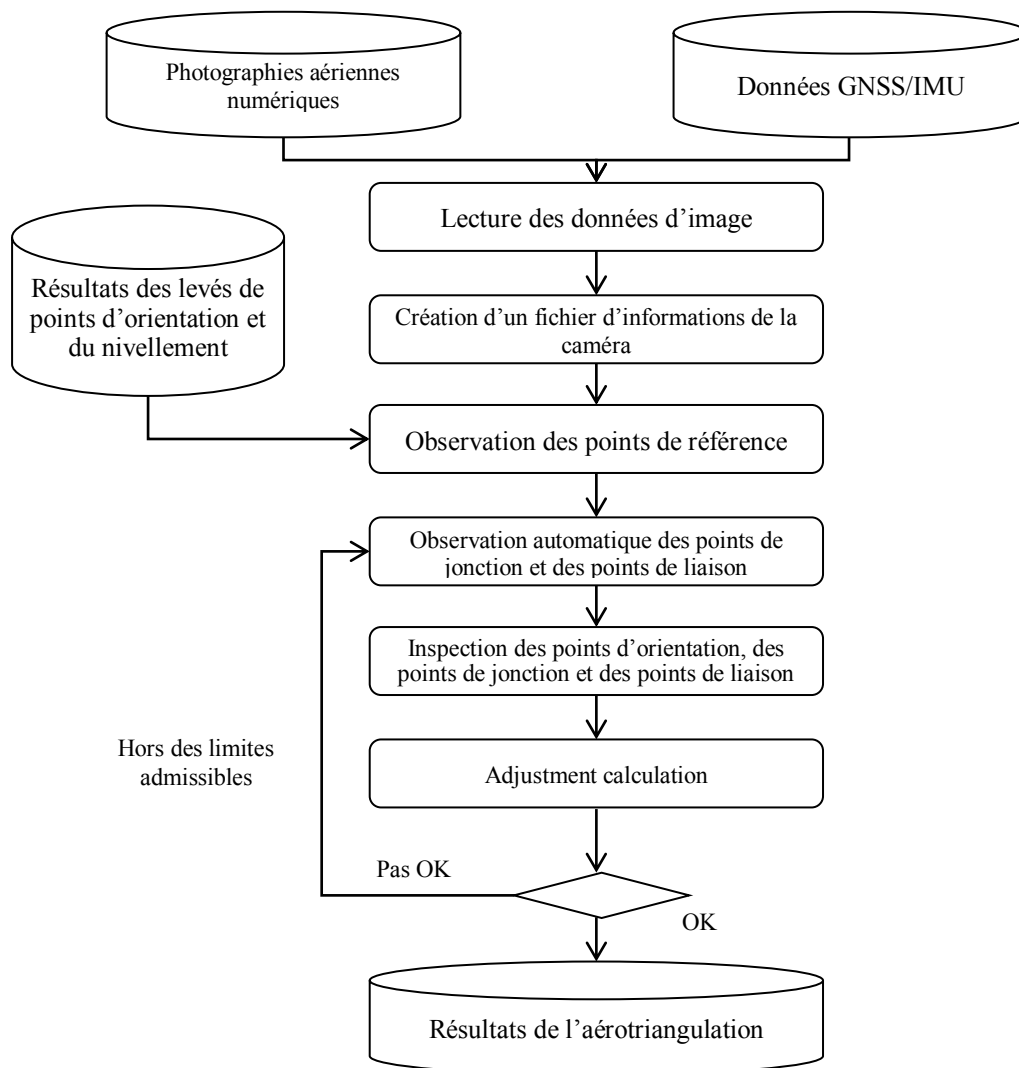 Photographies aériennes
numériques
Données GNSS/IMU
Lecture des données d’image
Résultats des levés de
points d’orientation et
du nivellement
Création d’un fichier d’informations de la
caméra
Observation des points de référence
Observation automatique des points de
jonction et des points de liaison
Inspection des points d’orientation, des
points de jonction et des points de liaison
Hors des limites
admissibles
Adjustment calculation
Pas OK
OK
Résultats de l’aérotriangulation